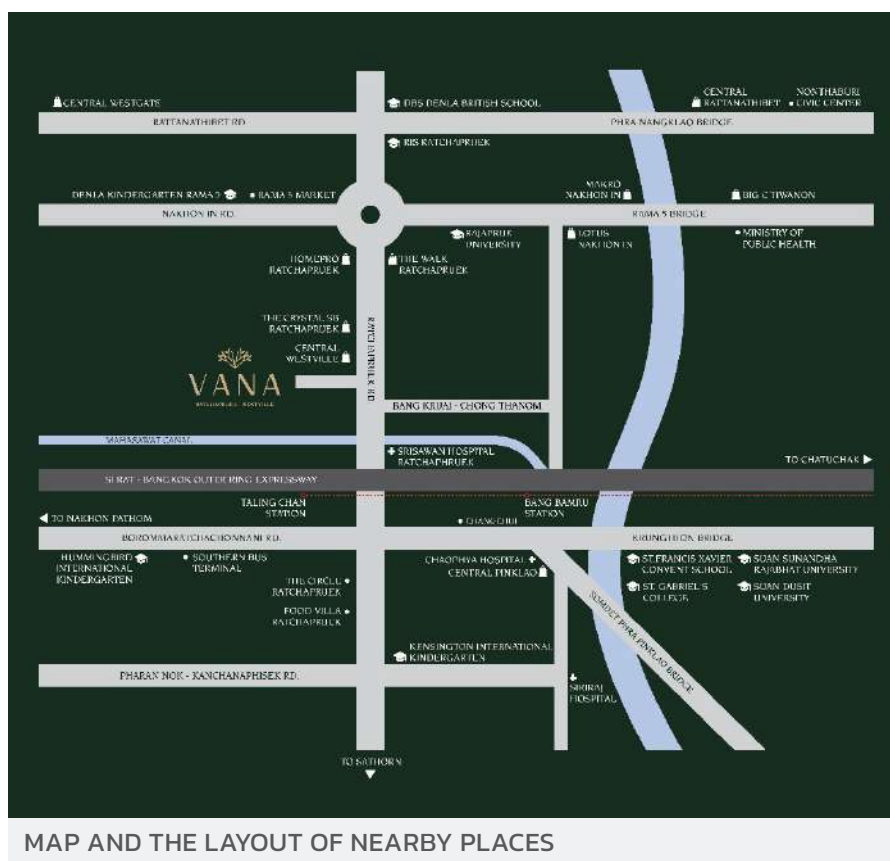 CENTRAL WESTGATE
DBS DENLA BRITISH SCHOOL
CENTRAL
RATTANATHIBET
NONTHABURI
CIVIC CENTER
RATTANATHIBET RD.
PHRA NANGKLAO BRIDGE
RBS RATCHAPRUEK
DENLA KINDERGARTEN RAMA 5
RAMA 5 MARKET
MAKRO
NAKHON IN
BIG C TIWANON
NAKHON IN RD.
RAMA 5 BRIDGE
RAJAPRUK
UNIVERSITY
LOTUS
NAKHON IN
MINISTRY OF
PUBLIC HEALTH
HOMEPRO
RATCHAPRUEK
THE WALK
RATCHAPRUEK
THE CRYSTAL SB
RATCHAPRUEK
CENTRAL
WESTVILLE
RATCHAPRUEK RD.
VANA
BANG KRUAI - CHONG THANOM
MAHASAWAT CANAL
SRISAWAN HOSPITAL
RATCHAPHRUEK
TO CHATUCHAK
SI RAT - BANGKOK OUTER RING EXPRESSWAY
TALING CHAN
STATION
BANG BAMRU
STATION
TO NAKHON PATHOM
CHANGCHUI
BOROMMARATCHACHONNANI RD.
KRUNGTHON BRIDGE
HUMMINGBIRD
INTERNATIONAL
KINDERGARTEN
SOUTHERN BUS
TERMINAL
CHAOPHYA HOSPITAL
CENTRAL PINKLAO
ST.FRANCIS XAVIER
CONVENT SCHOOL
SUAN SUNANDHA
RAJABHAT UNIVERSITY
THE CIRCLE
RATCHAPRUEK
ST. GABRIEL'S
COLLEGE
SUAN DUSIT
UNIVERSITY
FOOD VILLA
RATCHAPRUEK
SOMDET PHRA PINKLAO BRIDGE
KENSINGTON INTERNATIONAL
KINDERGARTEN
PHARAN NOK - KANCHANAPHISEK RD.
SIRIRAJ
HOSPITAL
TO SATHORN
MAP AND THE LAYOUT OF NEARBY PLACES